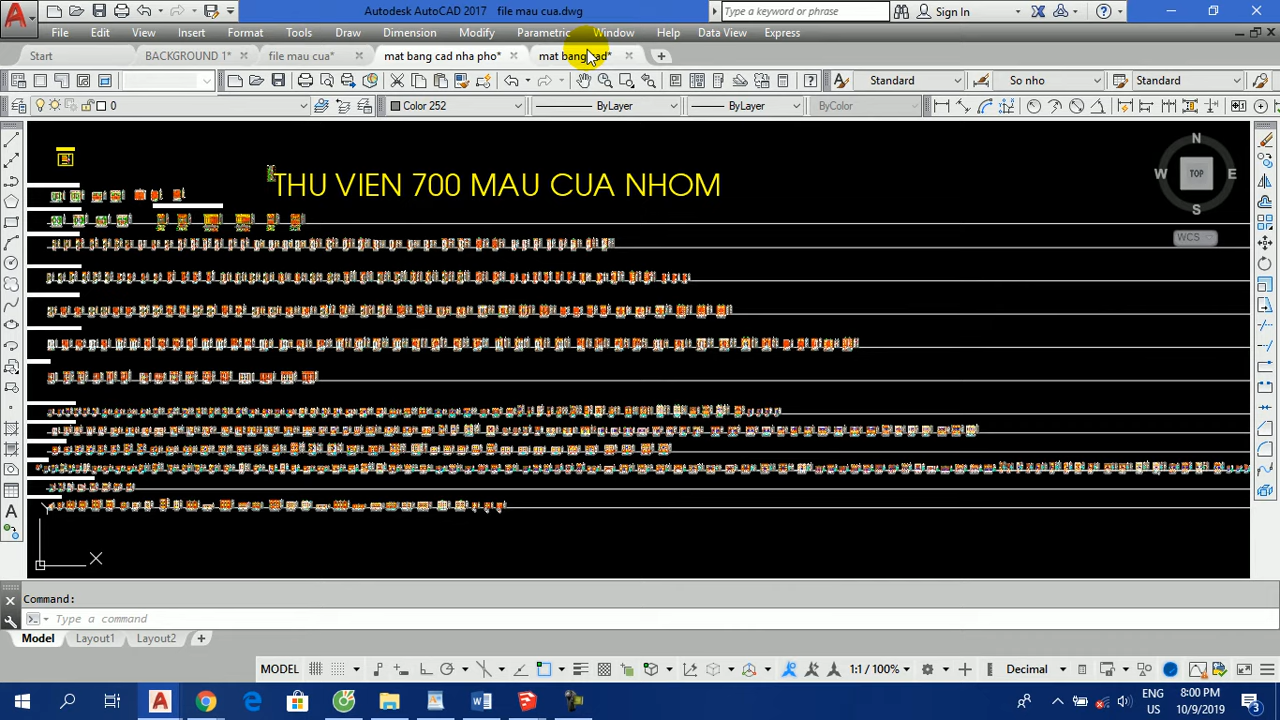 Autodesk AutoCAD 2017 file mau cua.dwg
Type a keyword or phrase
Sign In
File Edit View Insert Format Tools Draw Dimension Modify Parametric Window Help Data View Express
Start BACKGROUND 1* file mau cua* mat bang cad nha pho* mat bang cad*
Standard So nho Standard
0 Color 252 ByLayer ByLayer ByColor
THU VIEN 700 MAU CUA NHOM
N
W TOP E
S
WCS
Y
X
Command:
Type a command
Model Layout1 Layout2
MODEL 1:1 / 100% Decimal
ENG 8:00 PM
US 10/9/2019
3